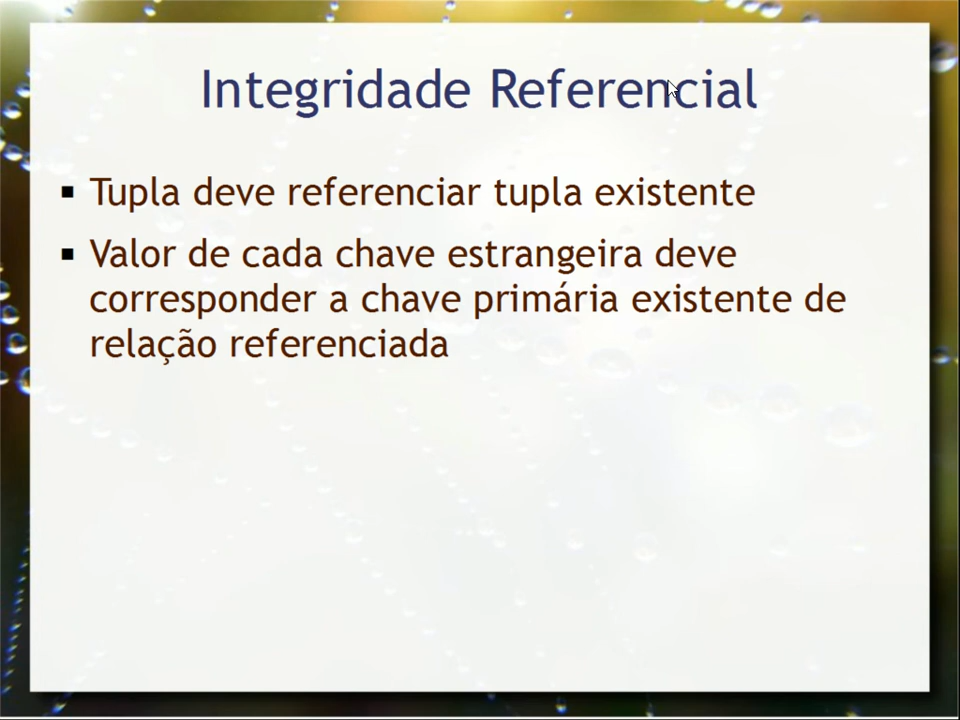 Integridade Referencial
▪ Tupla deve referenciar tupla existente
▪ Valor de cada chave estrangeira deve
corresponder a chave primária existente de
relação referenciada